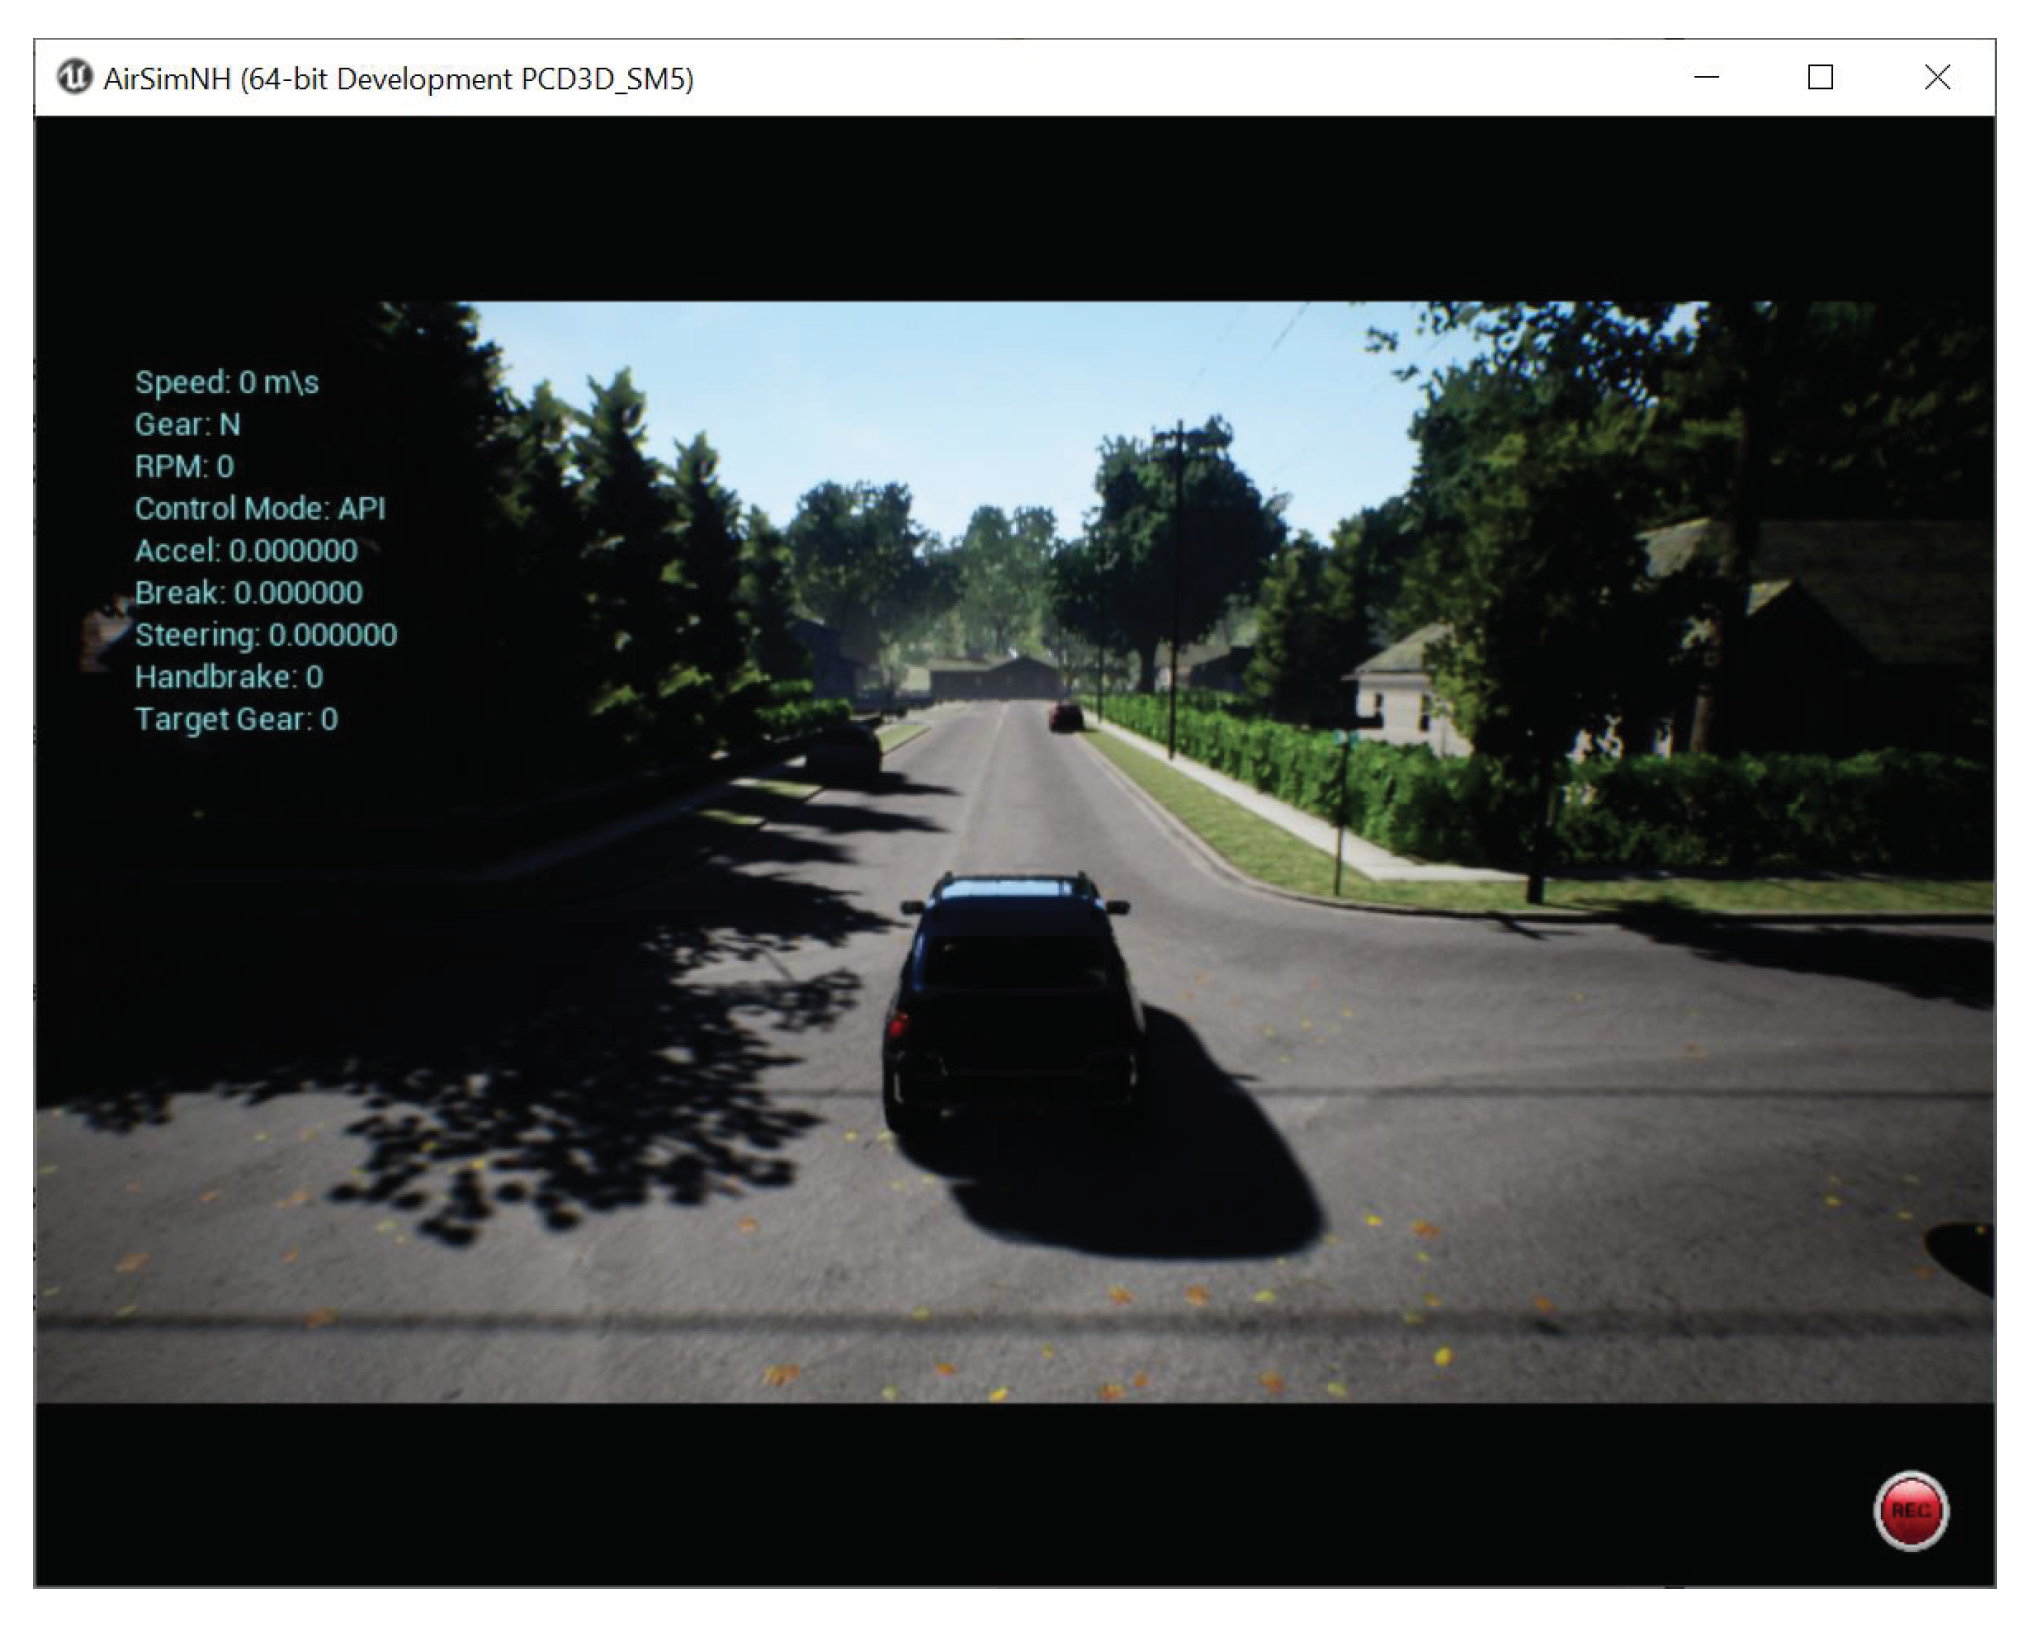 AirSimNH (64-bit Development PCD3D_SM5)
Speed: 0 m\s
Gear: N
RPM: 0
Control Mode: API
Accel: 0.000000
Break: 0.000000
Steering: 0.000000
Handbrake: 0
Target Gear: 0
REC